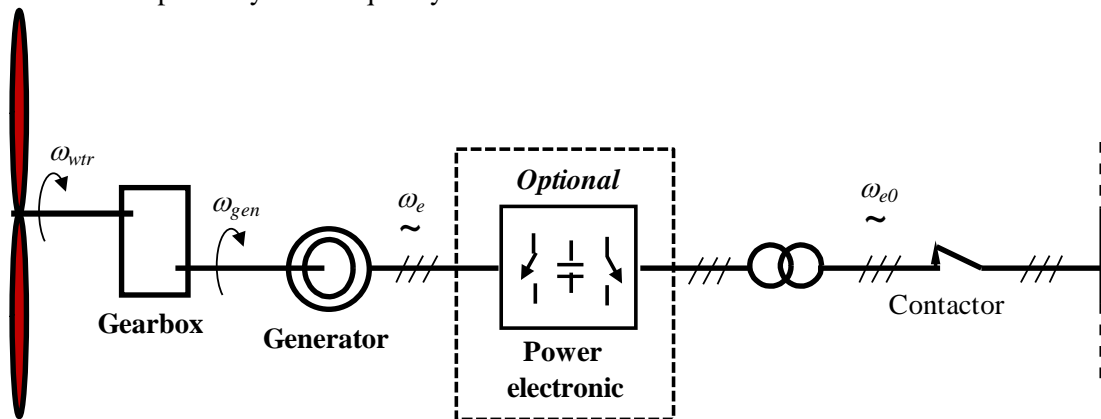 ω_wtr
ω_gen
ω_e
~
Optional
ω_e0
~
Gearbox
Generator
Power
electronic
Contactor